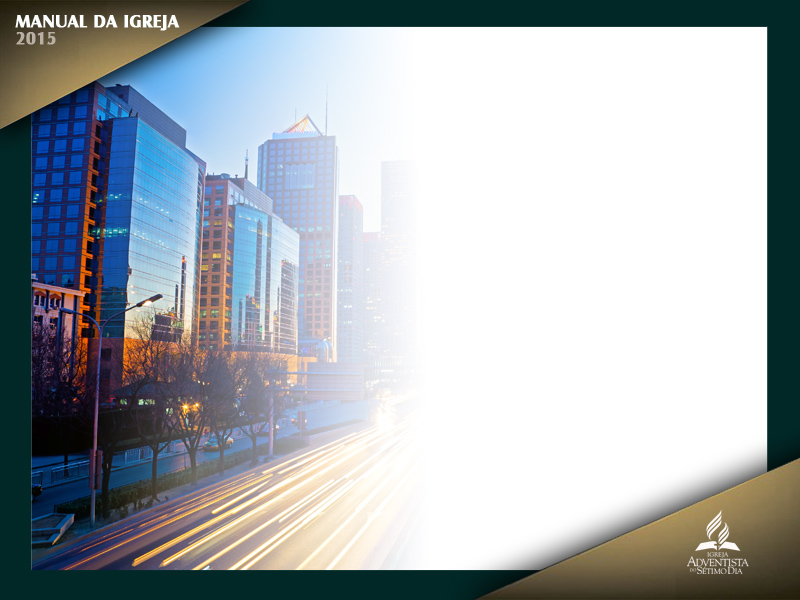 MANUAL DA IGREJA
2015
IGREJA
ADVENTISTA
DO SÉTIMO DIA